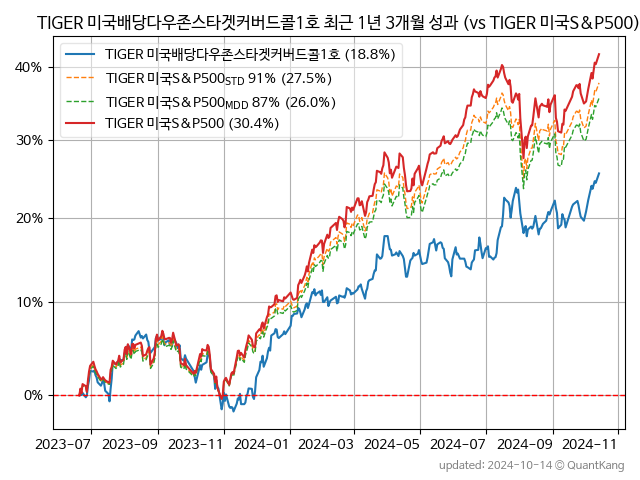 TIGER 미국배당다우존스타겟커버드콜1호 최근 1년 3개월 성과 (vs TIGER 미국S&P500)
TIGER 미국배당다우존스타겟커버드콜1호 (18.8%)
TIGER 미국S&P500STD 91% (27.5%)
TIGER 미국S&P500MDD 87% (26.0%)
TIGER 미국S&P500 (30.4%)
40%
30%
20%
10%
0%
2023-07 2023-09 2023-11 2024-01 2024-03 2024-05 2024-07 2024-09 2024-11
updated: 2024-10-14 © QuantKang